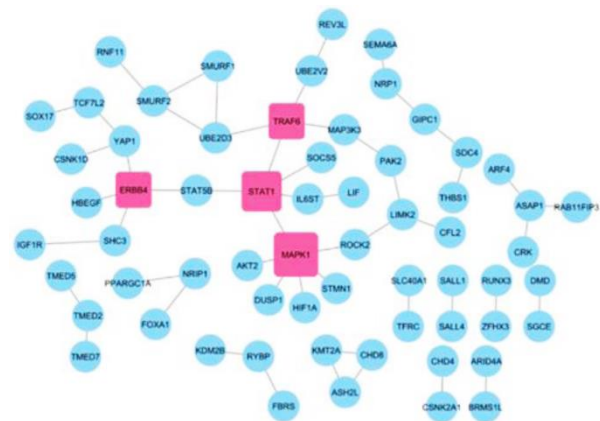 REV3L
RNF11
SMURF1
SEMA6A
UBE2V2
NRP1
SMURF2
TCF7L2
SOX17
GIPC1
TRAF6
MAP3K3
UBE2D3
YAP1
CSNK1D
SOCS5
PAK2
SDC4
ARF4
ERBB4
STAT5B
STAT1
IL6ST
LIF
HBEGF
THBS1
ASAP1
RAB11FIP3
LIMK2
CFL2
IGF1R
SHC3
MAPK1
ROCK2
CRK
AKT2
TMED5
PPARGC1A
NRIP1
STMN1
SLC40A1
SALL1
RUNX3
DMD
DUSP1
HIF1A
TMED2
FOXA1
TFRC
SALL4
ZFHX3
SGCE
TMED7
KDM2B
RYBP
KMT2A
CHD8
CHD4
ARID4A
ASH2L
FBRS
CSNK2A1
BRMS1L